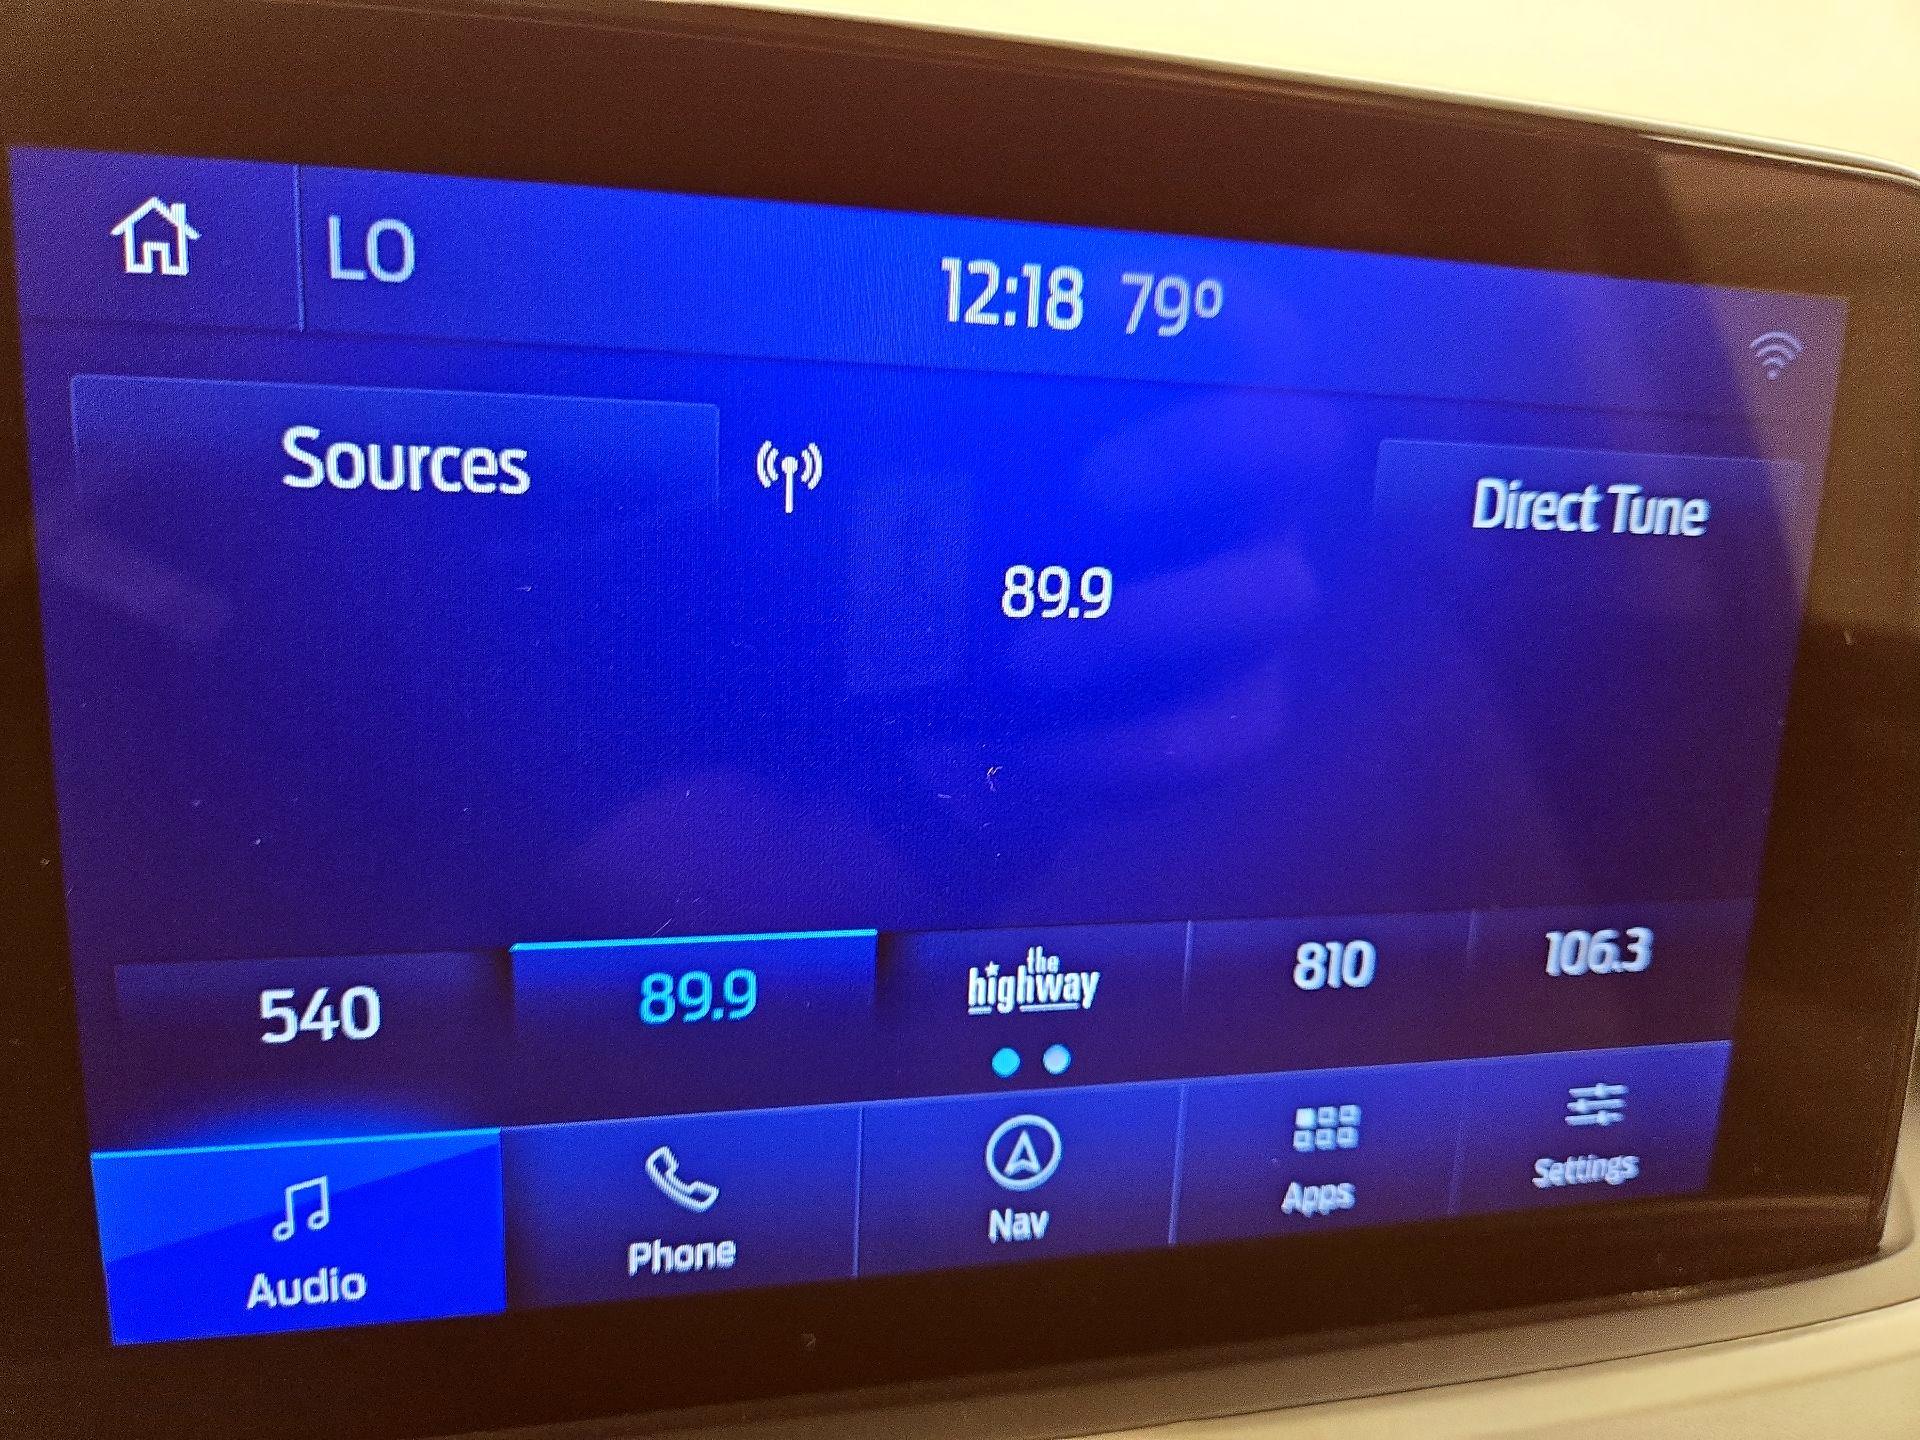 LO
12:18 79°
Sources
Direct Tune
89.9
540
89.9
the
highway
810
106.3
Audio
Phone
Nav
Apps
Settings